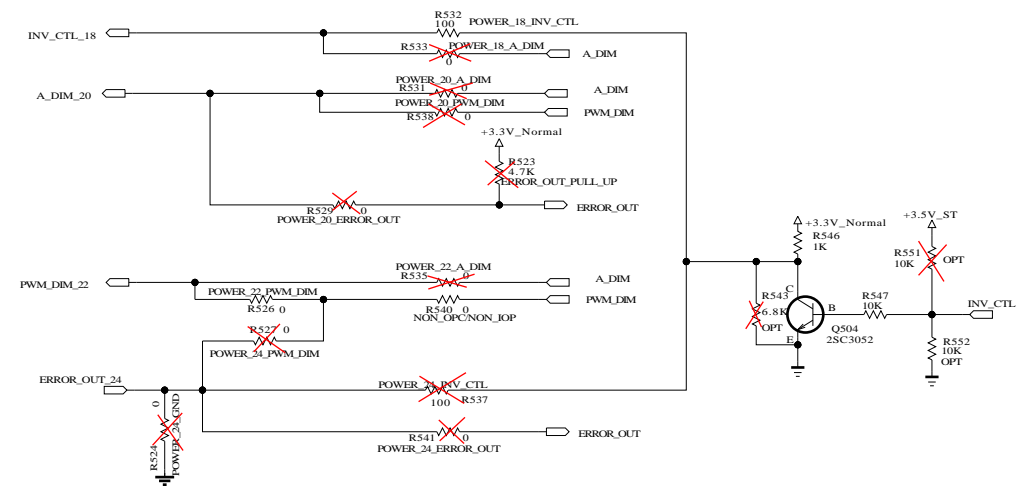 R532
100
POWER_18_INV_CTL
INV_CTL_18
R533
POWER_18_A_DIM
0
A_DIM
POWER_20_A_DIM
R531
0
A_DIM
A_DIM_20
POWER_20_PWM_DIM
R538
0
PWM_DIM
+3.3V_Normal
R523
4.7K
ERROR_OUT_PULL_UP
R529
0
POWER_20_ERROR_OUT
ERROR_OUT
+3.3V_Normal
R546
1K
+3.5V_ST
R551
10K
OPT
POWER_22_A_DIM
R535
0
A_DIM
PWM_DIM_22
POWER_22_PWM_DIM
R526
0
R540
0
NON_OPC/NON_IOP
PWM_DIM
R527
0
POWER_24_PWM_DIM
R543
6.8K
OPT
C
B
E
Q504
2SC3052
R547
10K
INV_CTL
R552
10K
OPT
ERROR_OUT_24
POWER_24_INV_CTL
100
R537
0
R524
POWER_24_GND
R541
0
POWER_24_ERROR_OUT
ERROR_OUT